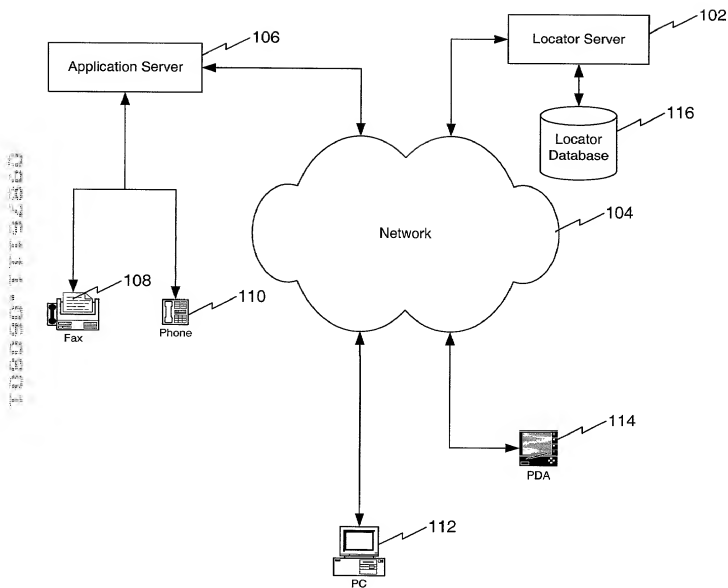 106
Application Server
102
Locator Server
116
Locator
Database
104
Network
108
Fax
110
Phone
114
PDA
112
PC